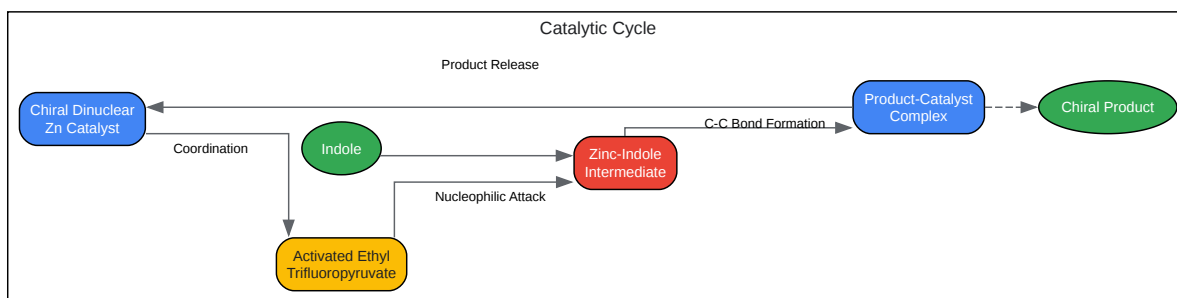 Catalytic Cycle
Product Release
Chiral Dinuclear
Zn Catalyst
Product-Catalyst
Complex
Chiral Product
C-C Bond Formation
Coordination
Indole
Zinc-Indole
Intermediate
Nucleophilic Attack
Activated Ethyl
Trifluoropyruvate